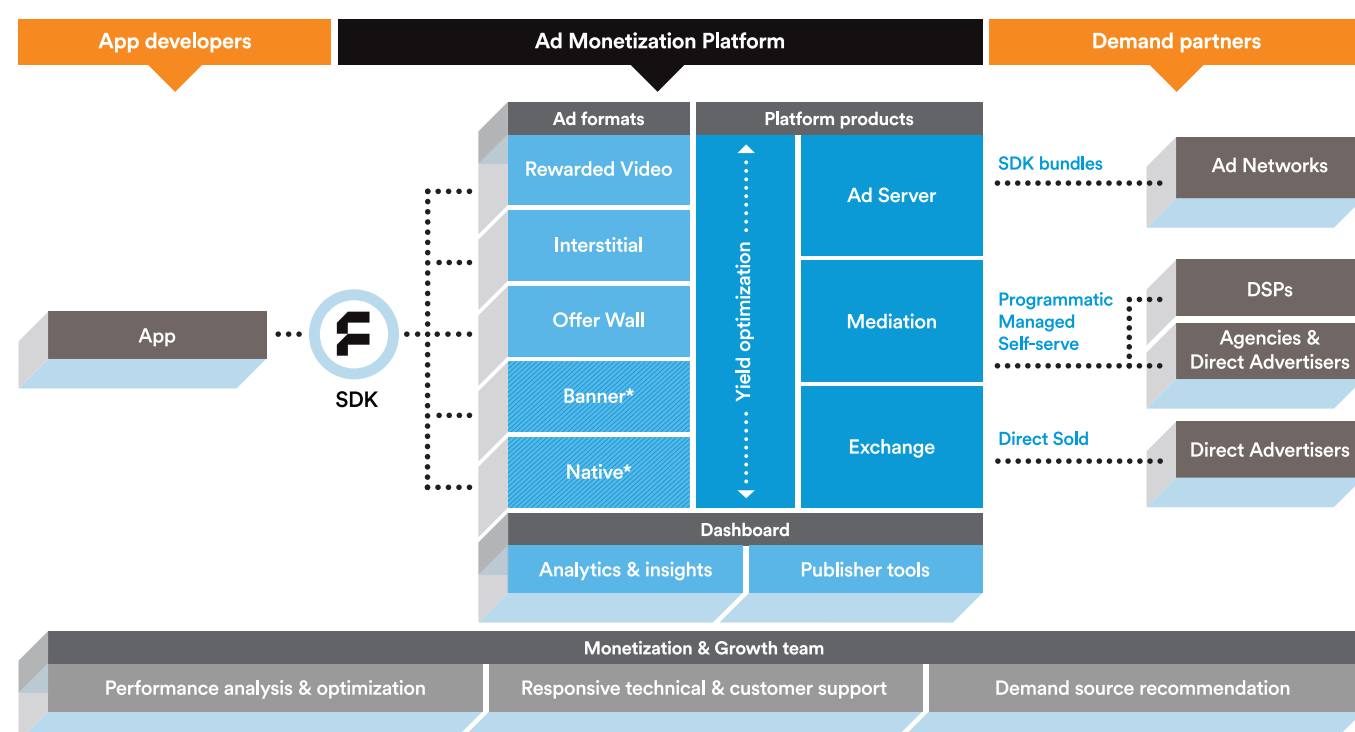 App developers
Ad Monetization Platform
Demand partners
Ad formats
Platform products
Rewarded Video
Interstitial
Offer Wall
Banner*
Native*
Yield optimization
Ad Server
Mediation
Exchange
App
SDK
SDK bundles
Ad Networks
Programmatic
Managed
Self-serve
DSPs
Agencies &
Direct Advertisers
Direct Sold
Direct Advertisers
Dashboard
Analytics & insights
Publisher tools
Monetization & Growth team
Performance analysis & optimization
Responsive technical & customer support
Demand source recommendation